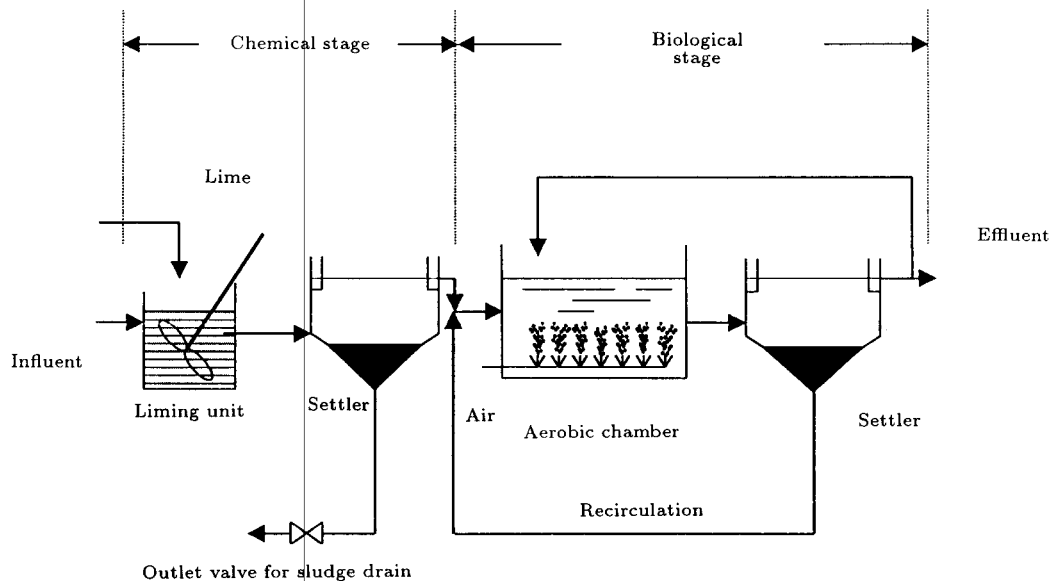 Chemical stage
Biological
stage
Lime
Effluent
Influent
Liming unit
Settler
Air
Aerobic chamber
Settler
Recirculation
Outlet valve for sludge drain